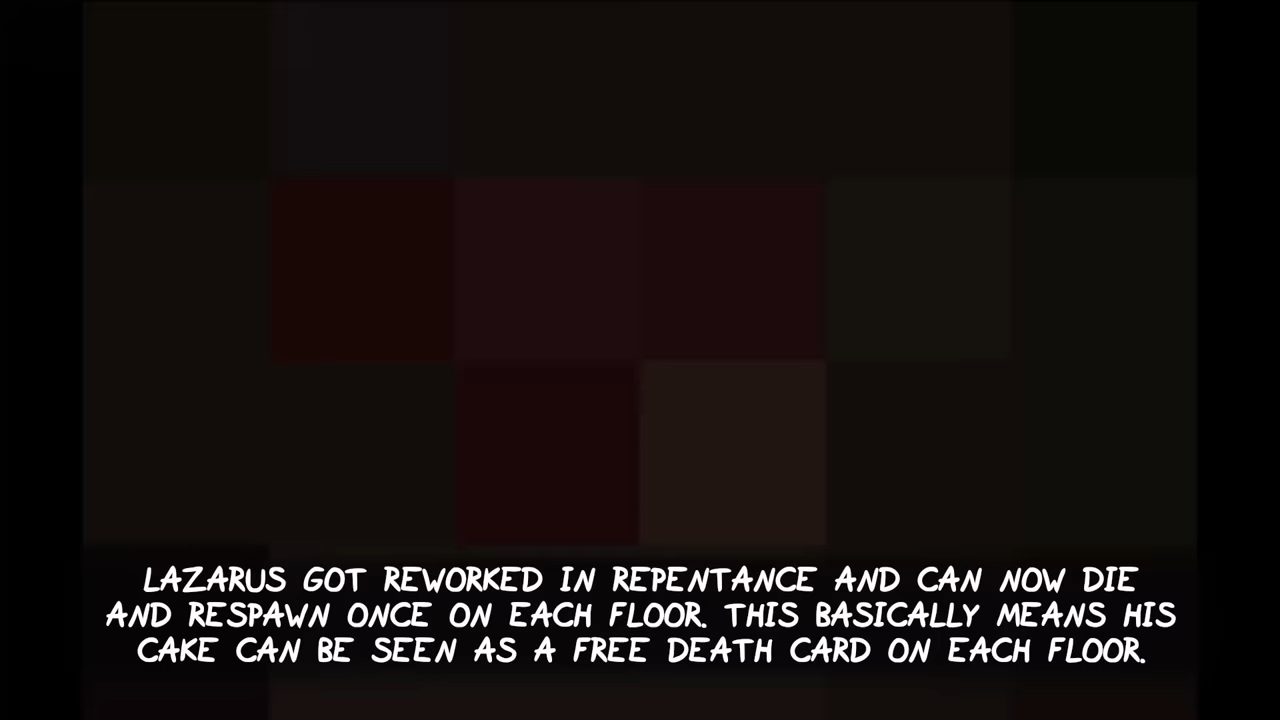 LAZARUS GOT REWORKED IN REPENTANCE AND CAN NOW DIE
AND RESPAWN ONCE ON EACH FLOOR. THIS BASICALLY MEANS HIS
CAKE CAN BE SEEN AS A FREE DEATH CARD ON EACH FLOOR.